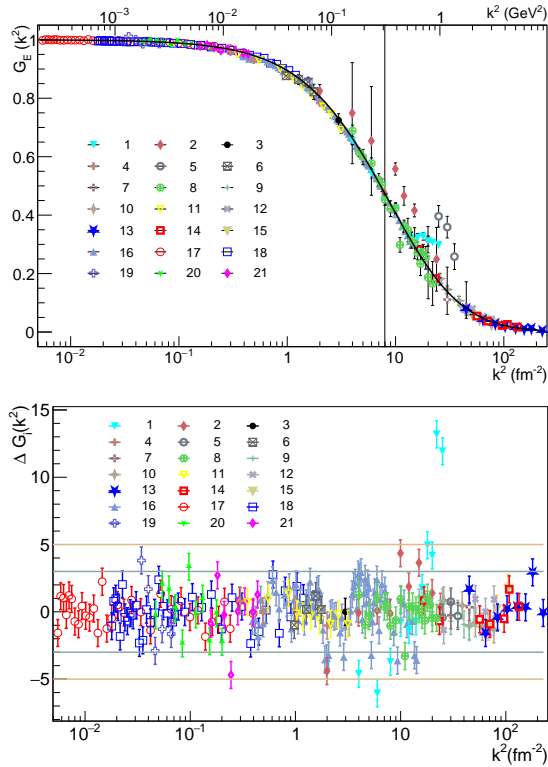 10⁻³ 10⁻² 10⁻¹ 1 k² (GeV²)
G_E (k²)
1
0.8
0.6
0.4
0.2
0
1 2 3
4 5 6
7 8 9
10 11 12
13 14 15
16 17 18
19 20 21
10⁻² 10⁻¹ 1 10 10²
k² (fm⁻²)
Δ G_i(k²)
15
10
5
0
−5
1 2 3
4 5 6
7 8 9
10 11 12
13 14 15
16 17 18
19 20 21
10⁻² 10⁻¹ 1 10 10²
k² (fm⁻²)